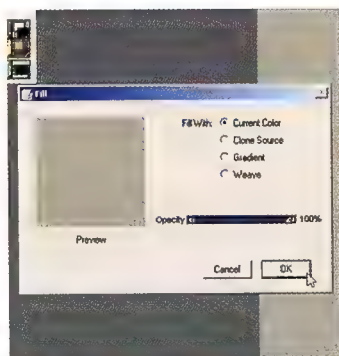 Fill
Fill With: Current Color
Clone Source
Gradient
Weave
Opacity 100%
Preview
Cancel OK